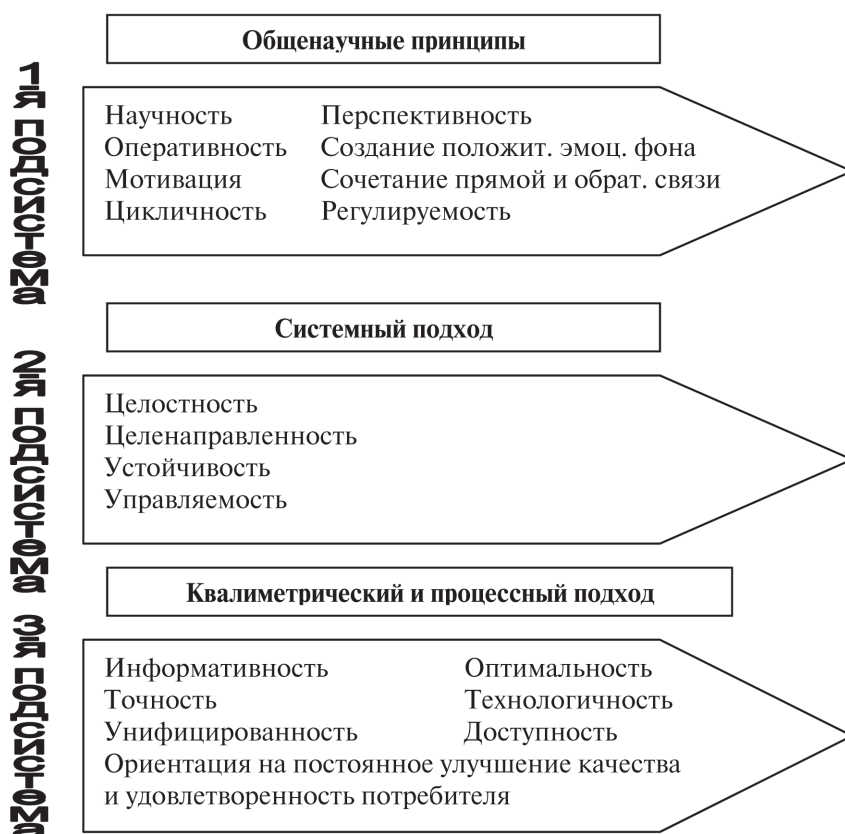 1я подсистема
Общенаучные принципы
Научность Перспективность
Оперативность Создание положит. эмоц. фона
Мотивация Сочетание прямой и обрат. связи
Цикличность Регулируемость
2я подсистема
Системный подход
Целостность
Целенаправленность
Устойчивость
Управляемость
3я подсистема
Квалиметрический и процессный подход
Информативность Оптимальность
Точность Технологичность
Унифицированность Доступность
Ориентация на постоянное улучшение качества
и удовлетворенность потребителя